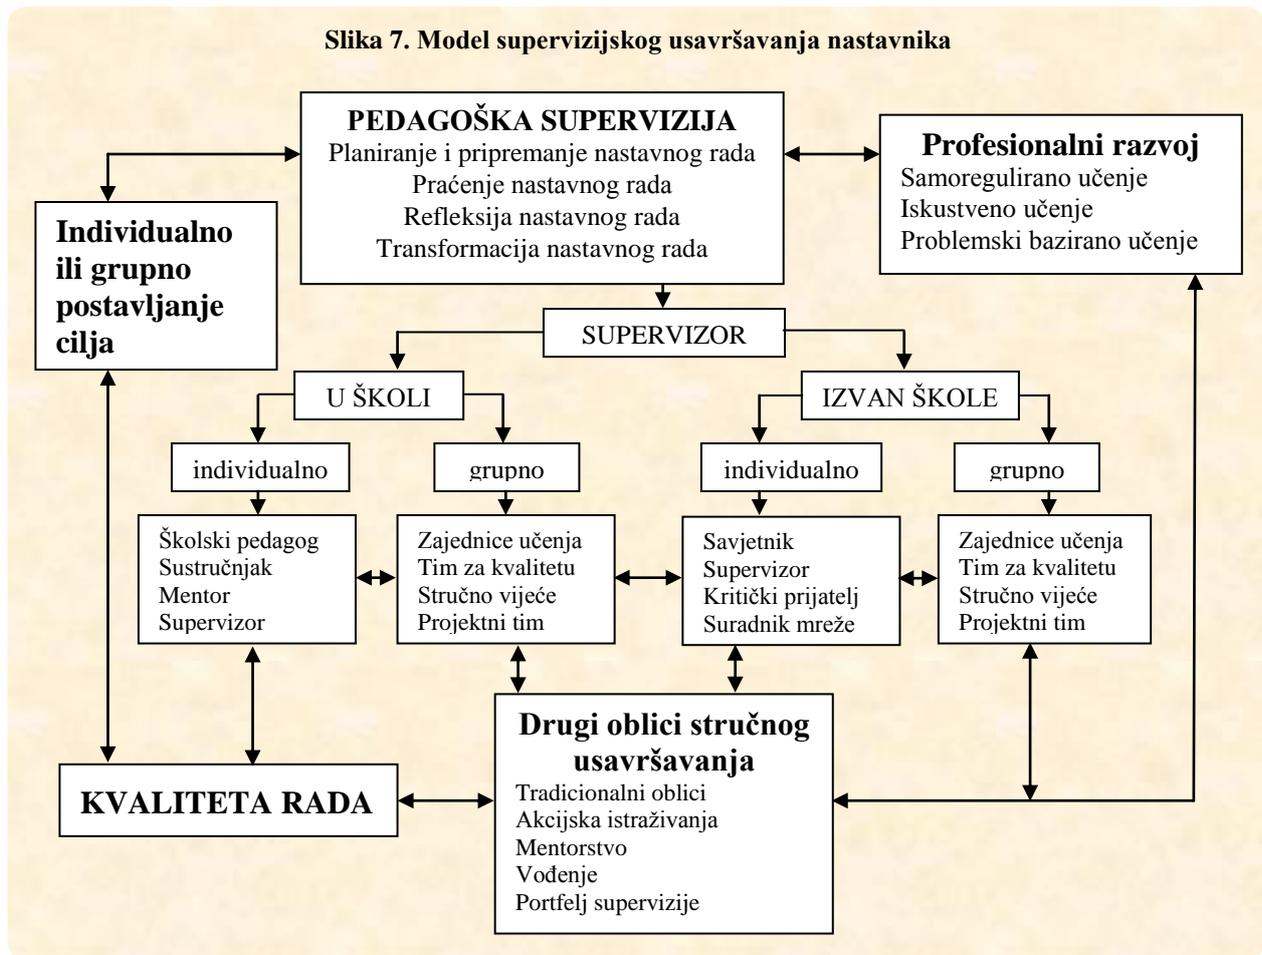 Slika 7. Model supervizijskog usavršavanja nastavnika
PEDAGOŠKA SUPERVIZIJA
Planiranje i pripremanje nastavnog rada
Praćenje nastavnog rada
Refleksija nastavnog rada
Transformacija nastavnog rada
Profesionalni razvoj
Samoregulirano učenje
Iskustveno učenje
Problemski bazirano učenje
Individualno
ili grupno
postavljanje
cilja
SUPERVIZOR
U ŠKOLI
IZVAN ŠKOLE
individualno
grupno
individualno
grupno
Školski pedagog
Sustručnjak
Mentor
Supervizor
Zajednice učenja
Tim za kvalitetu
Stručno vijeće
Projektni tim
Savjetnik
Supervizor
Kritički prijatelj
Suradnik mreže
Zajednice učenja
Tim za kvalitetu
Stručno vijeće
Projektni tim
KVALITETA RADA
Drugi oblici stručnog
usavršavanja
Tradicionalni oblici
Akcijska istraživanja
Mentorstvo
Vođenje
Portfelj supervizije